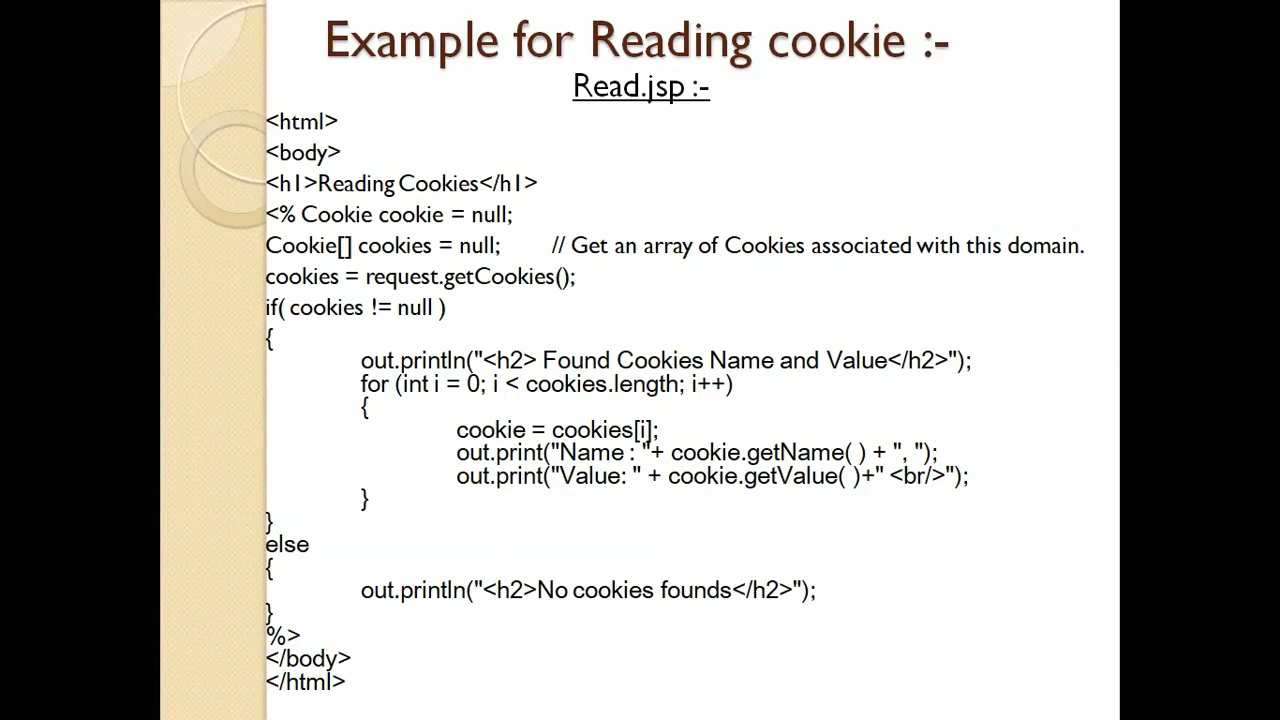 Example for Reading cookie :-
Read.jsp :-
<html>
<body>
<h1>Reading Cookies</h1>
<% Cookie cookie = null;
Cookie[] cookies = null; // Get an array of Cookies associated with this domain.
cookies = request.getCookies();
if( cookies != null )
{
out.println("<h2> Found Cookies Name and Value</h2>");
for (int i = 0; i < cookies.length; i++)
{
cookie = cookies[i];
out.print("Name : "+ cookie.getName( ) + ", ");
out.print("Value: " + cookie.getValue( )+" <br/>");
}
}
else
{
out.println("<h2>No cookies founds</h2>");
}
%>
</body>
</html>